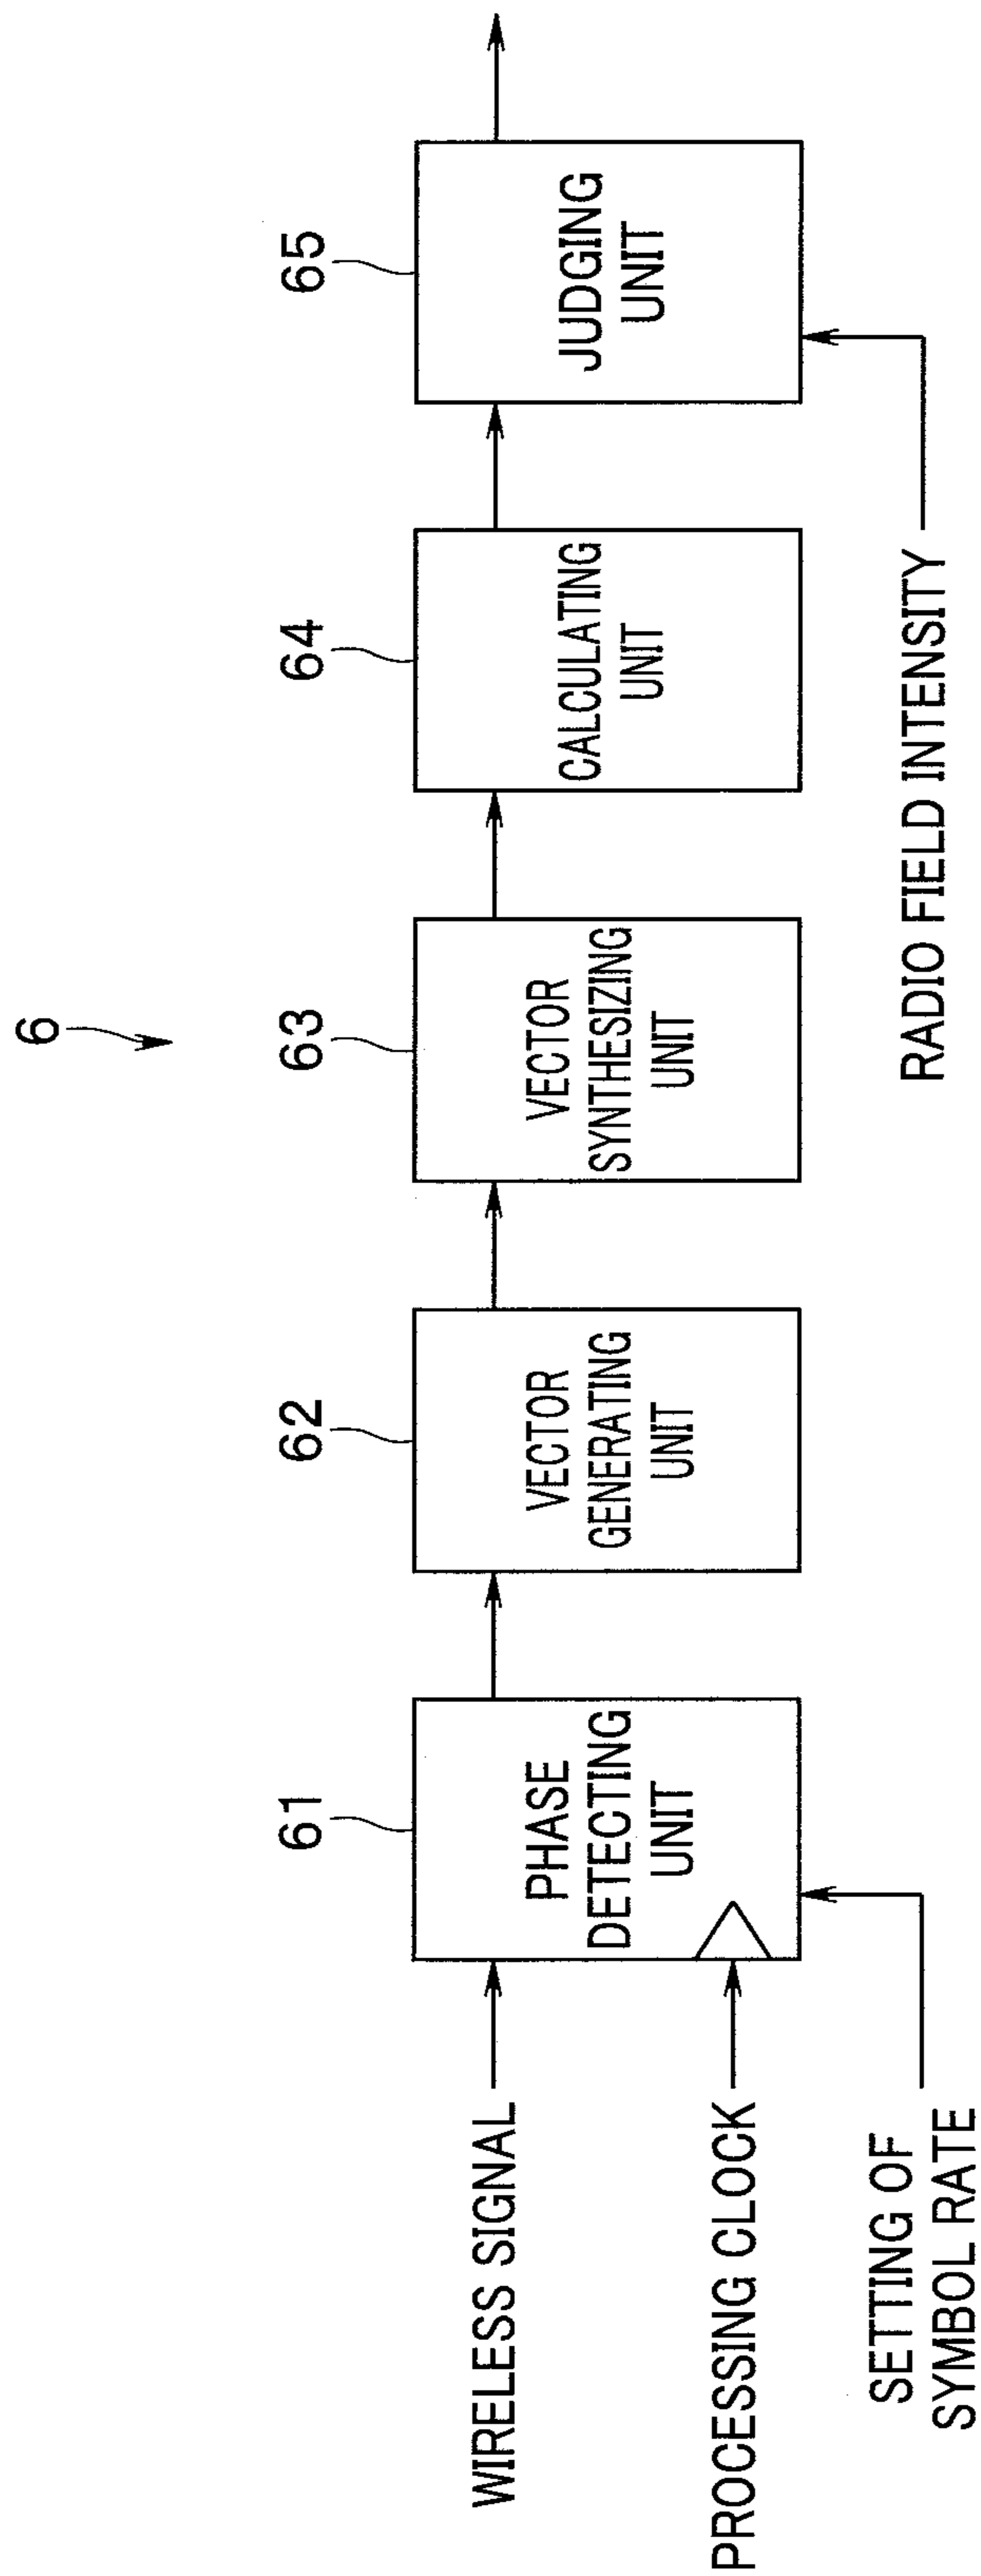 6
61
62
63
64
65
WIRELESS SIGNAL
PROCESSING CLOCK
SETTING OF
SYMBOL RATE
PHASE
DETECTING
UNIT
VECTOR
GENERATING
UNIT
VECTOR
SYNTHESIZING
UNIT
CALCULATING
UNIT
JUDGING
UNIT
RADIO FIELD INTENSITY